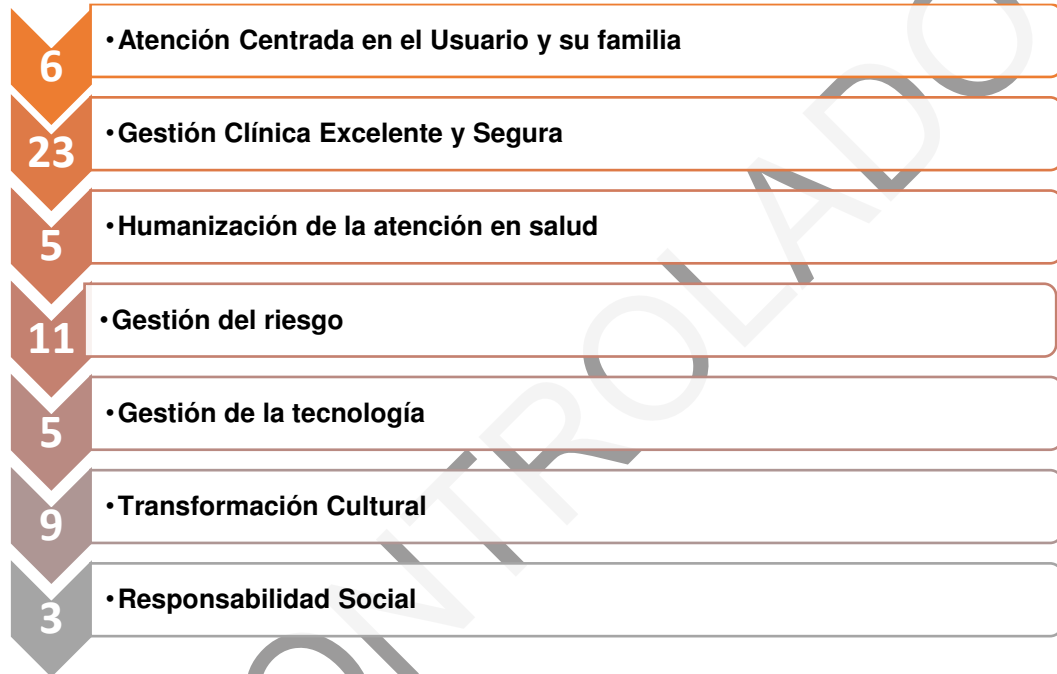 6
•Atención Centrada en el Usuario y su familia
23
•Gestión Clínica Excelente y Segura
5
•Humanización de la atención en salud
11
•Gestión del riesgo
5
•Gestión de la tecnología
9
•Transformación Cultural
3
•Responsabilidad Social
ONTROLADO